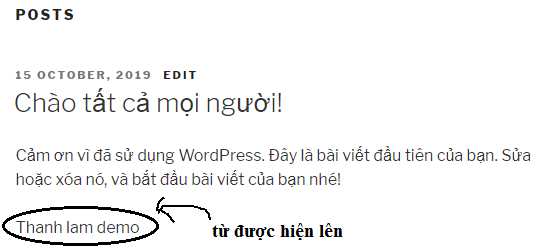 POSTS
15 OCTOBER, 2019 EDIT
Chào tất cả mọi người!
Cảm ơn vì đã sử dụng WordPress. Đây là bài viết đầu tiên của bạn. Sửa
hoặc xóa nó, và bắt đầu bài viết của bạn nhé!
Thanh lam demo
từ được hiện lên